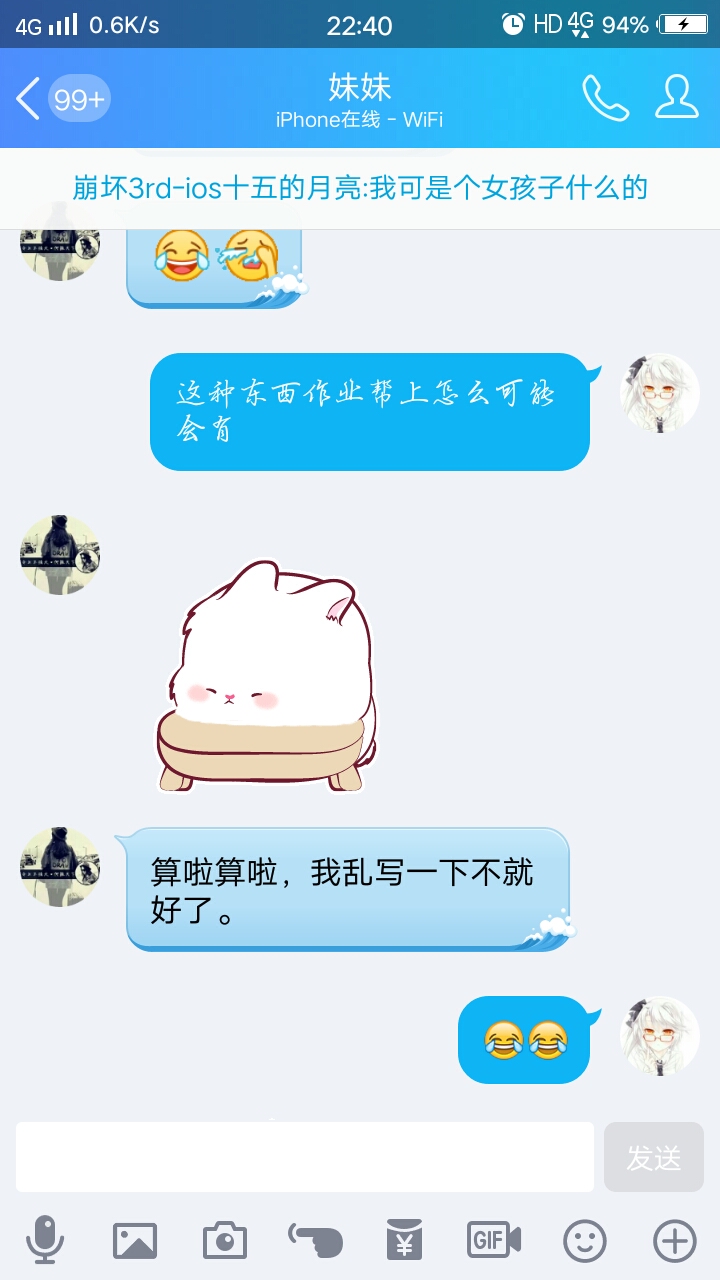 4G 0.6K/s 22:40 HD 4G 94%
99+
妹妹
iPhone在线 - WiFi
崩坏3rd-ios十五的月亮:我可是个女孩子什么的
这种东西作业帮上怎么可能
会有
算啦算啦，我乱写一下不就
好了。
发送
GIF